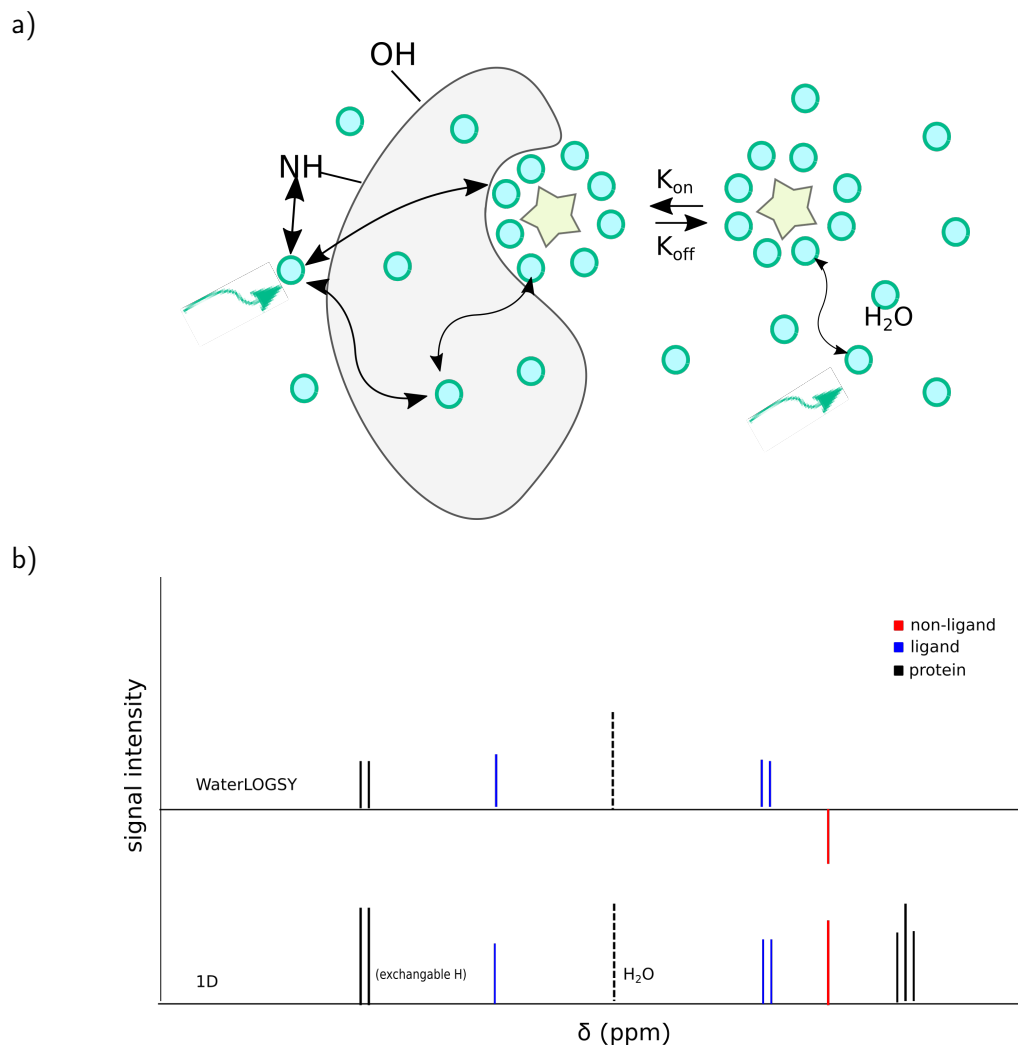 a)
OH
NH
Kon
Koff
H₂O
b)
non-ligand
ligand
protein
signal intensity
WaterLOGSY
1D
(exchangable H)
H₂O
δ (ppm)